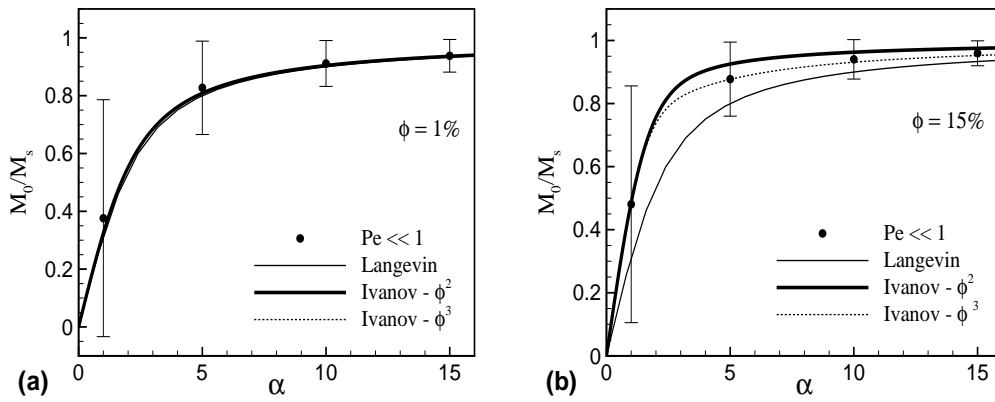 M₀/Mₛ
1
0.8
0.6
0.4
0.2
0
ϕ = 1%
Pe << 1
Langevin
Ivanov - ϕ²
Ivanov - ϕ³
0 5 10 15
(a) α
M₀/Mₛ
1
0.8
0.6
0.4
0.2
0
ϕ = 15%
Pe << 1
Langevin
Ivanov - ϕ²
Ivanov - ϕ³
0 5 10 15
(b) α